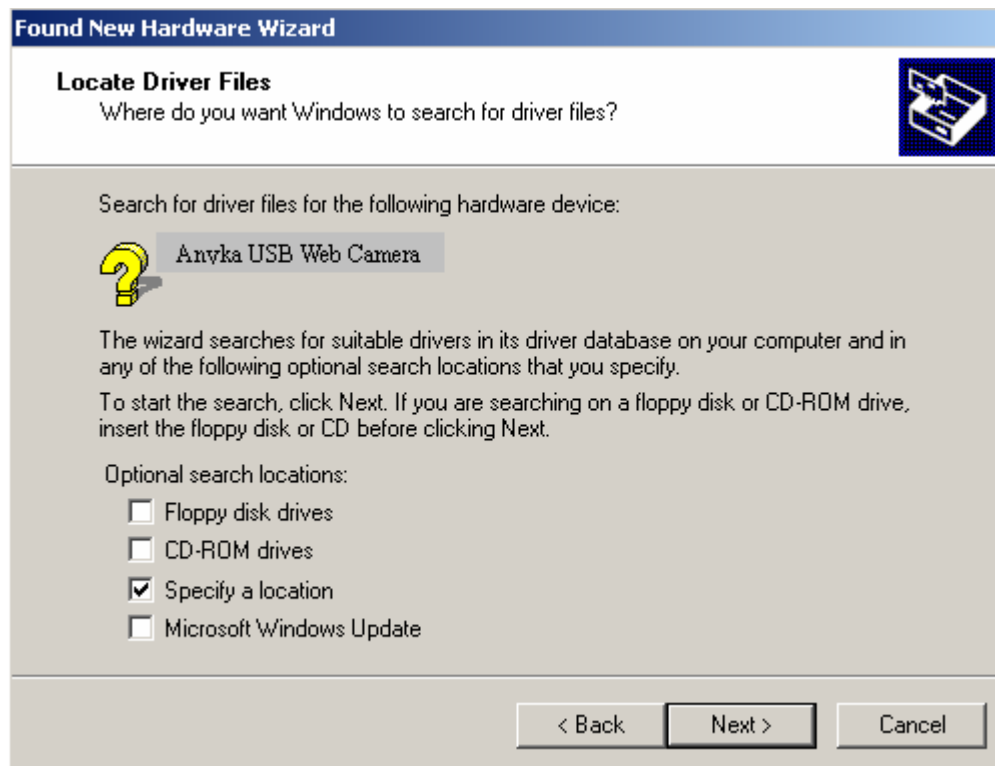 Found New Hardware Wizard
Locate Driver Files
Where do you want Windows to search for driver files?
Search for driver files for the following hardware device:
Anyka USB Web Camera
The wizard searches for suitable drivers in its driver database on your computer and in
any of the following optional search locations that you specify.
To start the search, click Next. If you are searching on a floppy disk or CD-ROM drive,
insert the floppy disk or CD before clicking Next.
Optional search locations:
Floppy disk drives
CD-ROM drives
Specify a location
Microsoft Windows Update
< Back Next > Cancel